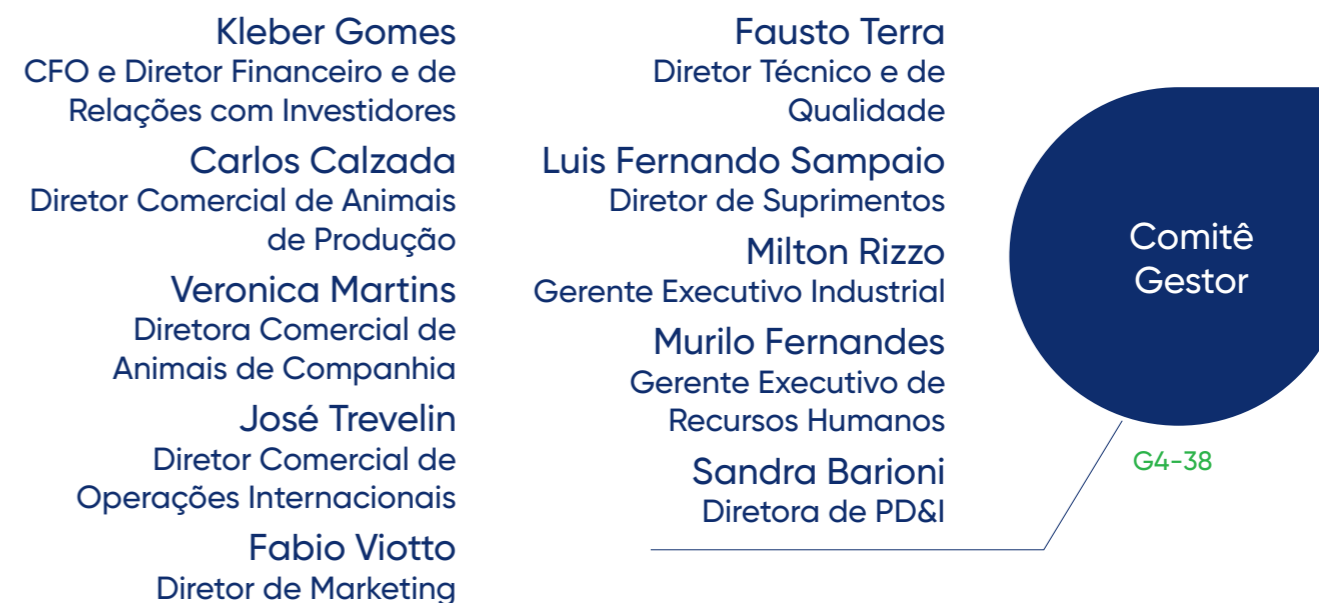 Kleber Gomes
CFO e Diretor Financeiro e de
Relações com Investidores
Carlos Calzada
Diretor Comercial de Animais
de Produção
Veronica Martins
Diretora Comercial de
Animais de Companhia
José Trevelin
Diretor Comercial de
Operações Internacionais
Fabio Viotto
Diretor de Marketing
Fausto Terra
Diretor Técnico e de
Qualidade
Luis Fernando Sampaio
Diretor de Suprimentos
Milton Rizzo
Gerente Executivo Industrial
Murilo Fernandes
Gerente Executivo de
Recursos Humanos
Sandra Barioni
Diretora de PD&I
Comitê
Gestor
G4-38